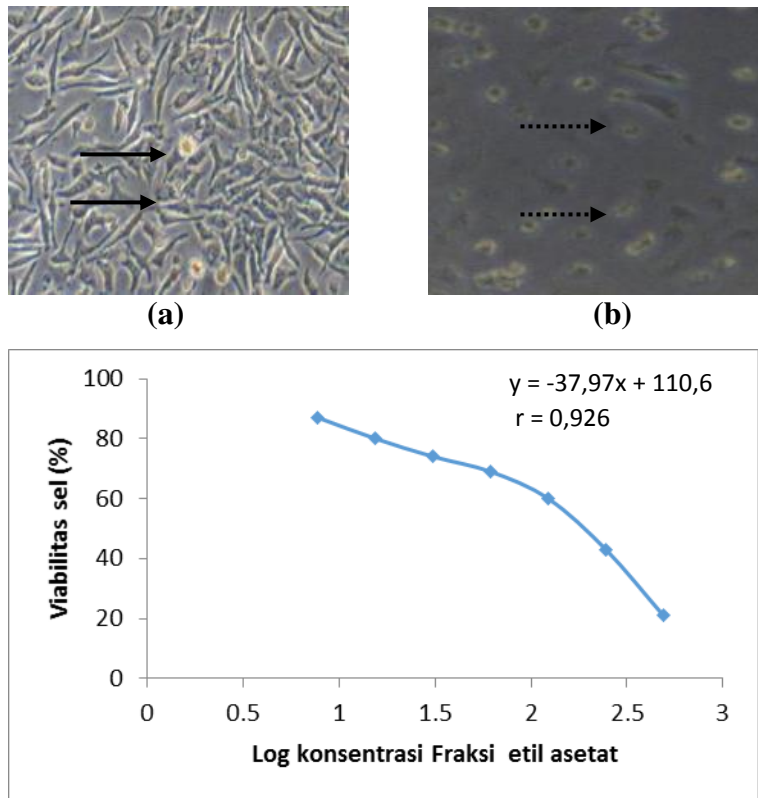 (a)
(b)
y = -37,97x + 110,6
r = 0,926
100
80
60
40
20
0
Viabilitas sel (%)
0 0.5 1 1.5 2 2.5 3
Log konsentrasi Fraksi etil asetat